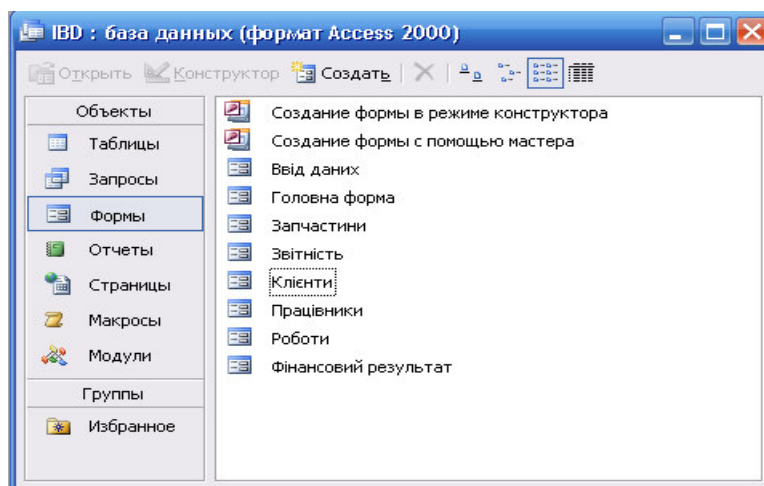 IBD : база данных (формат Access 2000)
Открыть Конструктор Создать
Объекты
Таблицы
Запросы
Формы
Отчеты
Страницы
Макросы
Модули
Группы
Избранное
Создание формы в режиме конструктора
Создание формы с помощью мастера
Ввід даних
Головна форма
Запчастини
Звітність
Клієнти
Працівники
Роботи
Фінансовий результат